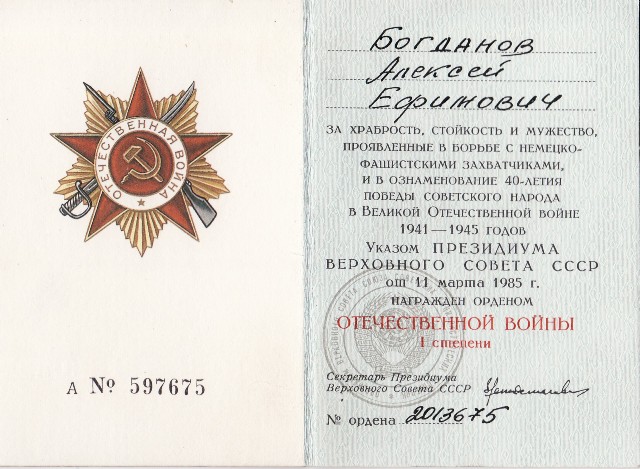 ОТЕЧЕСТВЕННАЯ ВОЙНА
А № 597675
Богданов
Алексей
Ефимович
ЗА ХРАБРОСТЬ, СТОЙКОСТЬ И МУЖЕСТВО,
ПРОЯВЛЕННЫЕ В БОРЬБЕ С НЕМЕЦКО-
ФАШИСТСКИМИ ЗАХВАТЧИКАМИ,
И В ОЗНАМЕНОВАНИЕ 40-ЛЕТИЯ
ПОБЕДЫ СОВЕТСКОГО НАРОДА
В ВЕЛИКОЙ ОТЕЧЕСТВЕННОЙ ВОЙНЕ
1941—1945 ГОДОВ
УКАЗОМ ПРЕЗИДИУМА
ВЕРХОВНОГО СОВЕТА СССР
от 11 марта 1985 г.
НАГРАЖДЕН ОРДЕНОМ
ОТЕЧЕСТВЕННОЙ ВОЙНЫ
I степени
Секретарь Президиума
Верховного Совета СССР
№ ордена 2013675